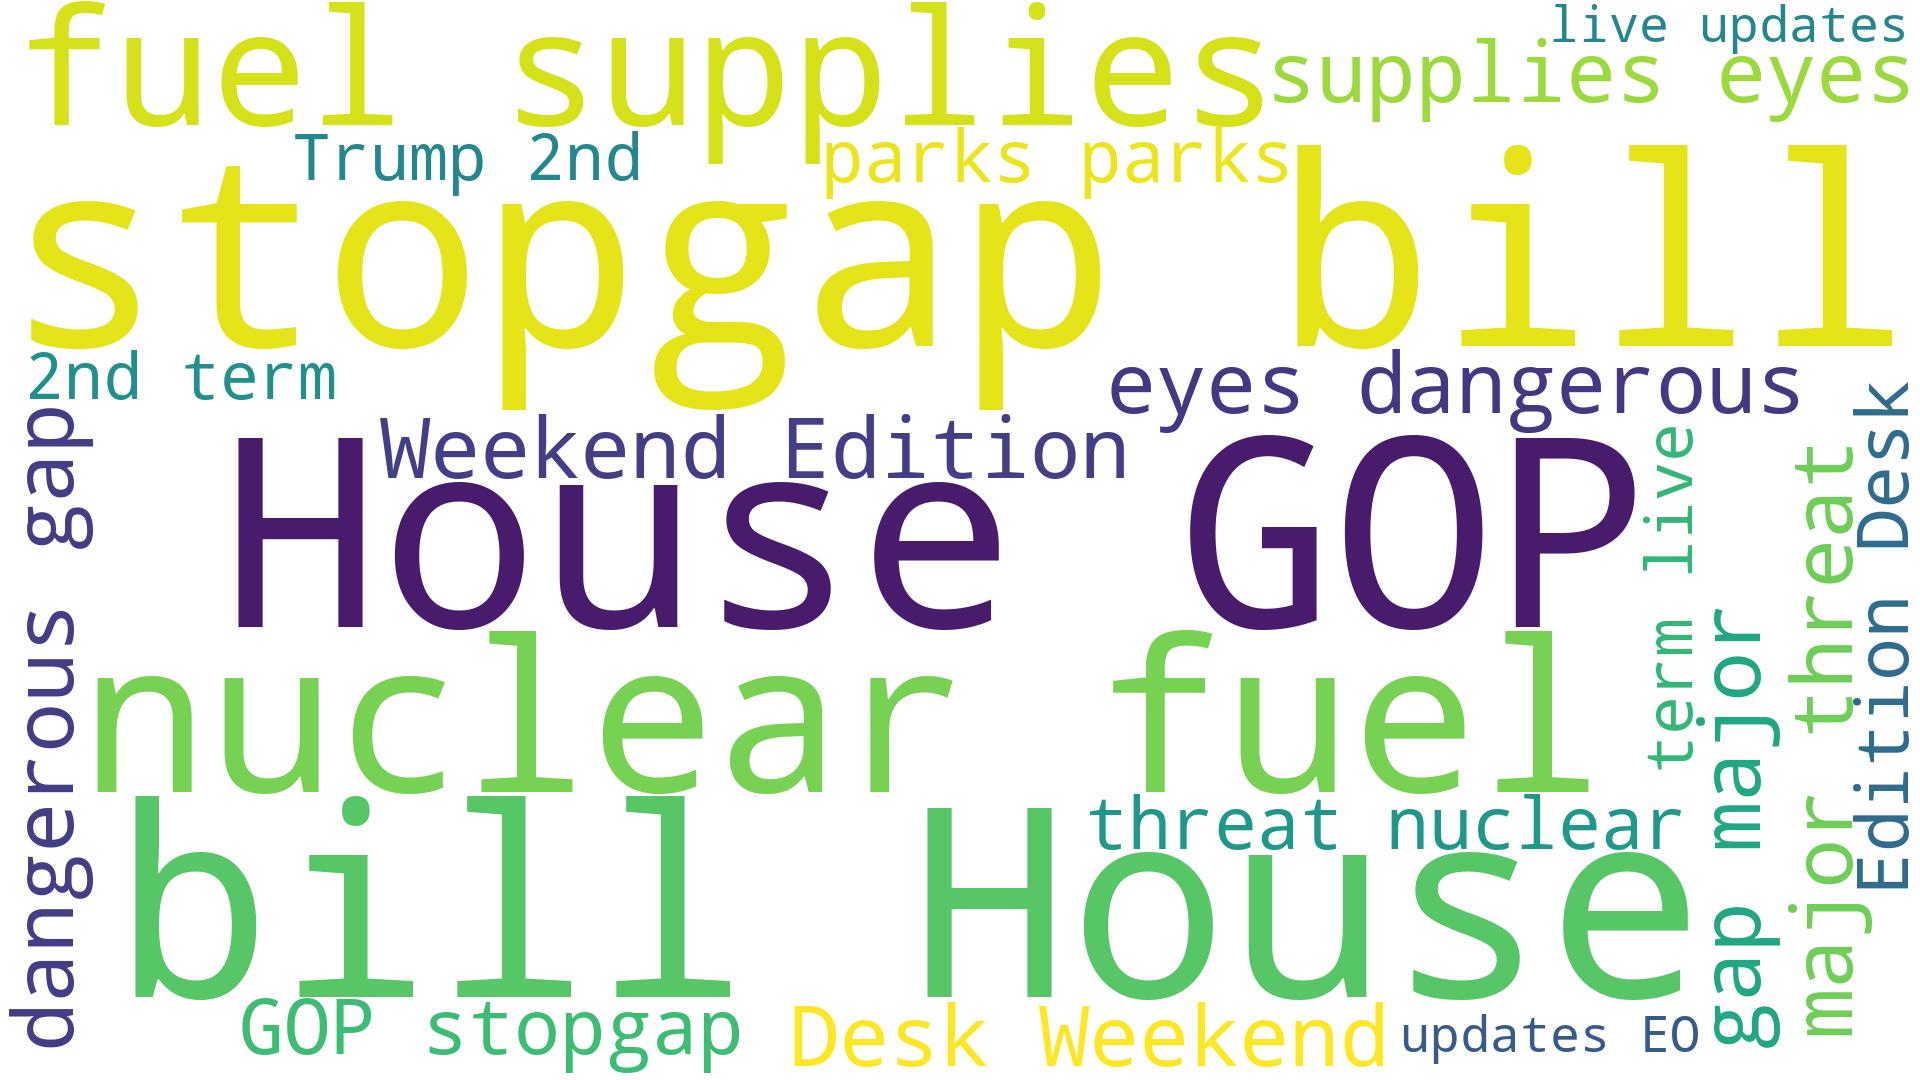 fuel supplies
live updates
supplies eyes
Trump 2nd
parks parks
stopgap bill
2nd term
eyes dangerous
Weekend Edition
House GOP
dangerous gap
term live
gap major
major threat
Edition Desk
nuclear fuel
threat nuclear
bill House
GOP stopgap
Desk Weekend
updates EO